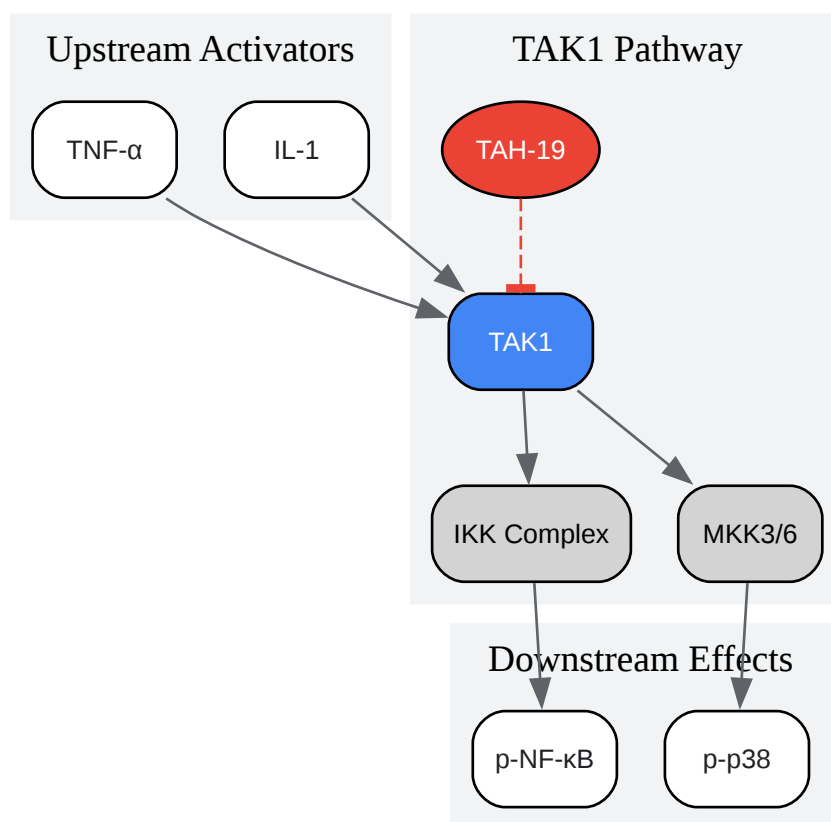 Upstream Activators
TAK1 Pathway
TNF-α
IL-1
TAH-19
TAK1
IKK Complex
MKK3/6
Downstream Effects
p-NF-κB
p-p38